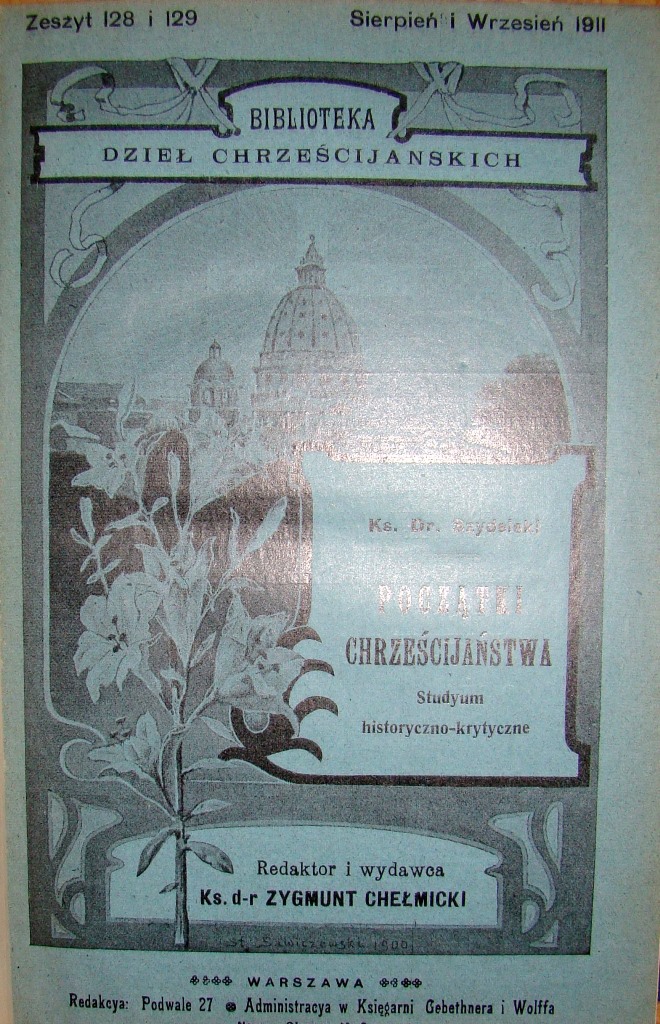 Zeszyt 128 i 129
Sierpień i Wrzesień 1911
BIBLIOTEKA
DZIEŁ CHRZEŚCIJANSKICH
Ks. Dr. Szydelski
POCZĄTKI
CHRZEŚCIJAŃSTWA
Studyum
historyczno-krytyczne
Redaktor i wydawca
Ks. d-r ZYGMUNT CHEŁMICKI
1900
WARSZAWA
Redakcya: Podwale 27 Administracya w Księgarni Gebethnera i Wolffa